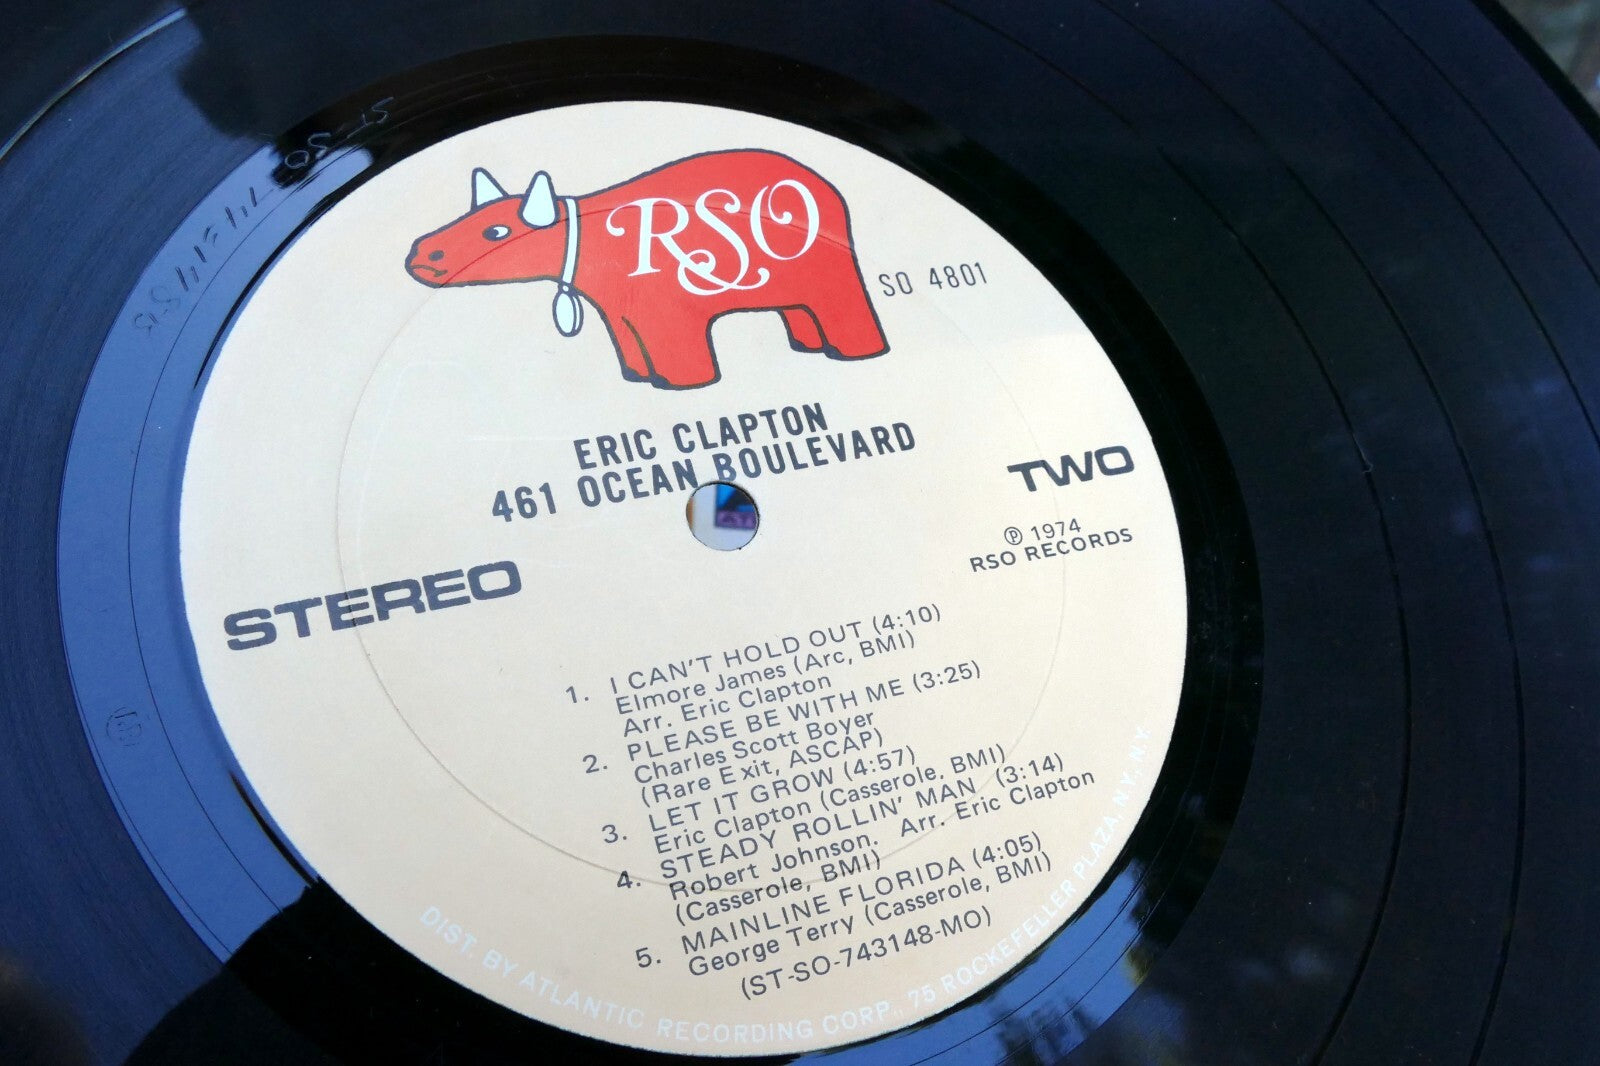 RSO
SO 4801
ERIC CLAPTON
461 OCEAN BOULEVARD
TWO
℗ 1974
RSO RECORDS
STEREO
1. I CAN'T HOLD OUT (4:10)
Elmore James (Arc, BMI)
Arr. Eric Clapton
2. PLEASE BE WITH ME (3:25)
Charles Scott Boyer
(Rare Exit, ASCAP)
3. LET IT GROW (4:57)
Eric Clapton (Casserole, BMI)
4. STEADY ROLLIN' MAN (3:14)
Robert Johnson. Arr. Eric Clapton
(Casserole, BMI)
5. MAINLINE FLORIDA (4:05)
George Terry (Casserole, BMI)
(ST-SO-743148-MO)
DIST. BY ATLANTIC RECORDING CORP., 75 ROCKEFELLER PLAZA, N.Y. N.Y.